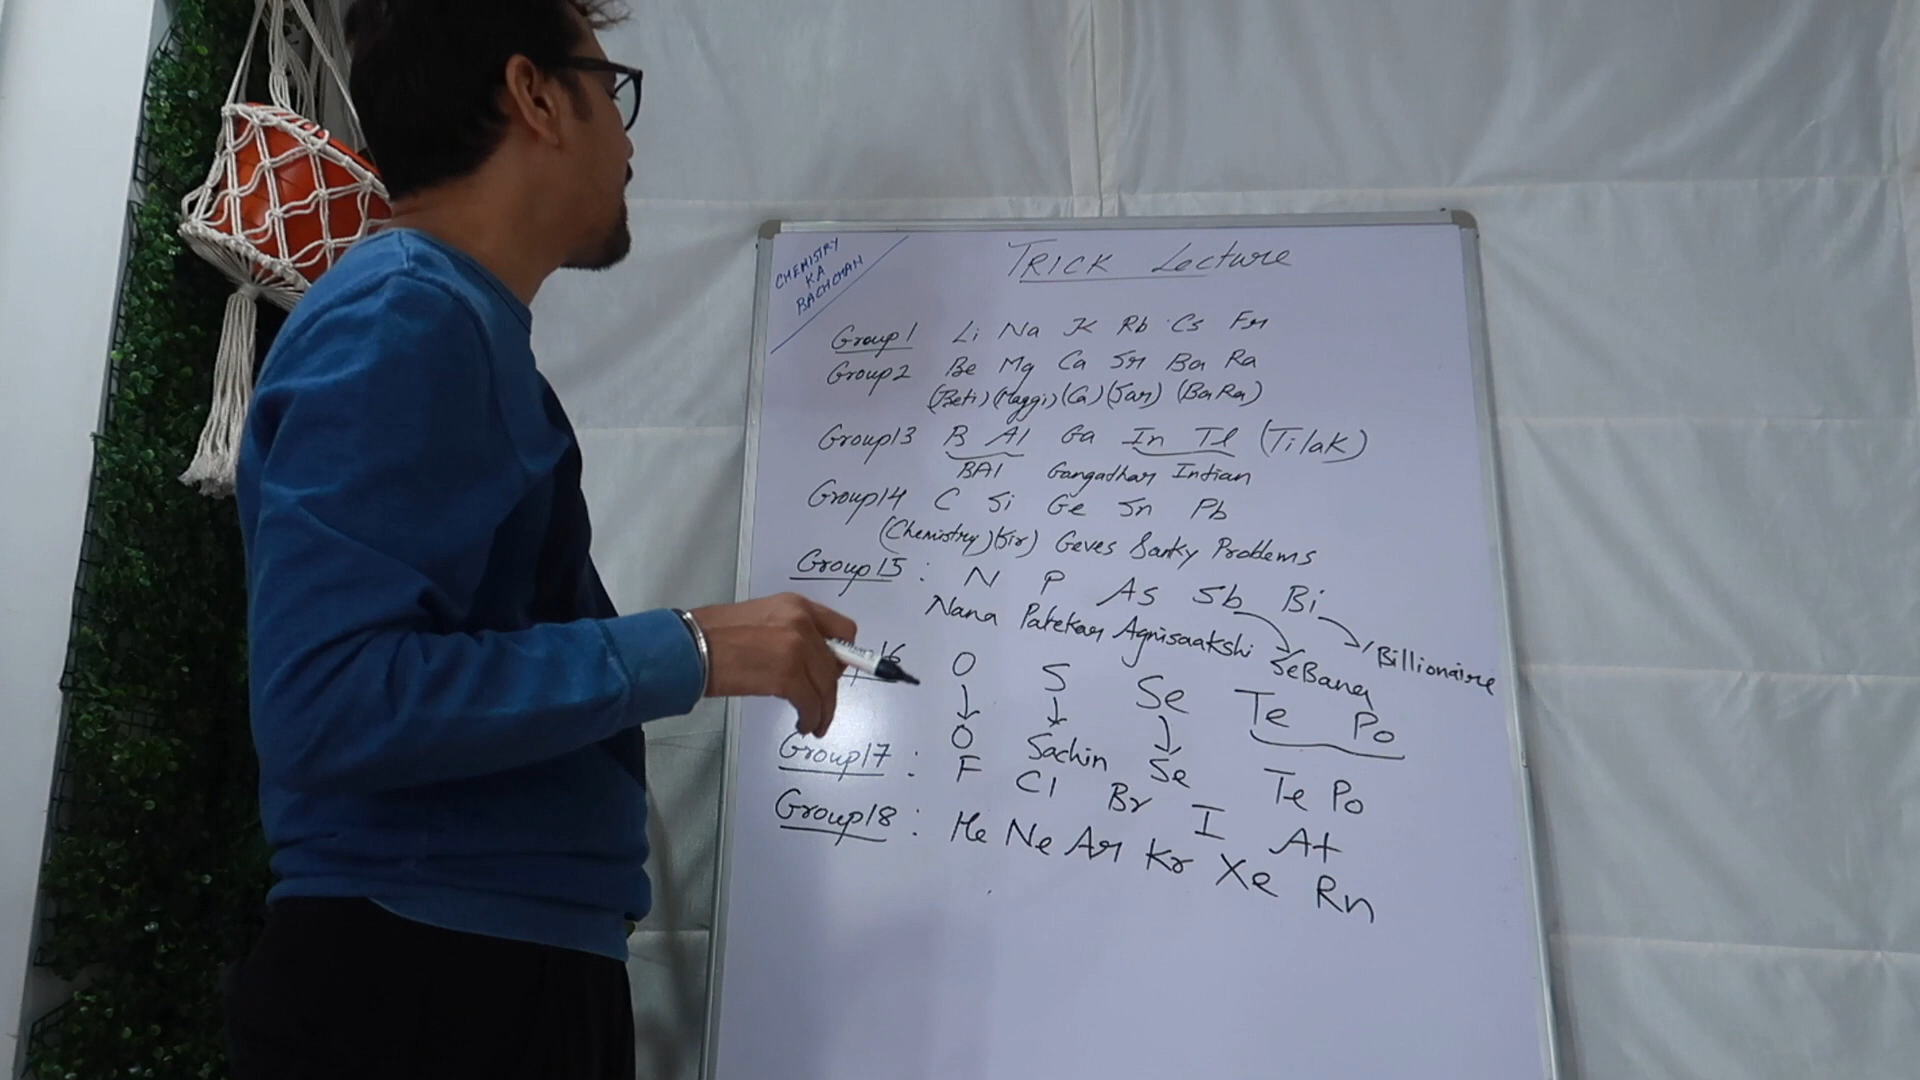 CHEMISTRY
KA
BACHCHAN
TRICK Lecture
Group1 Li Na K Rb Cs Fr
Group2 Be Mg Ca Sr Ba Ra
(Beti) (Maggi) (Ca) (Sar) (BaRa)
Group13 B Al Ga In Tl (Tilak)
BAl Gangadhar Indian
Group14 C Si Ge Sn Pb
(Chemistry) (Sir) Geves Sanky Problems
Group15 : N P As Sb Bi
Nana Patekar Agnisaakshi SeBana Billionaire
16 O S Se Te Po
O Sachin Se Te Po
Group17 : F Cl Br I At
Group18 : He Ne Ar Kr Xe Rn